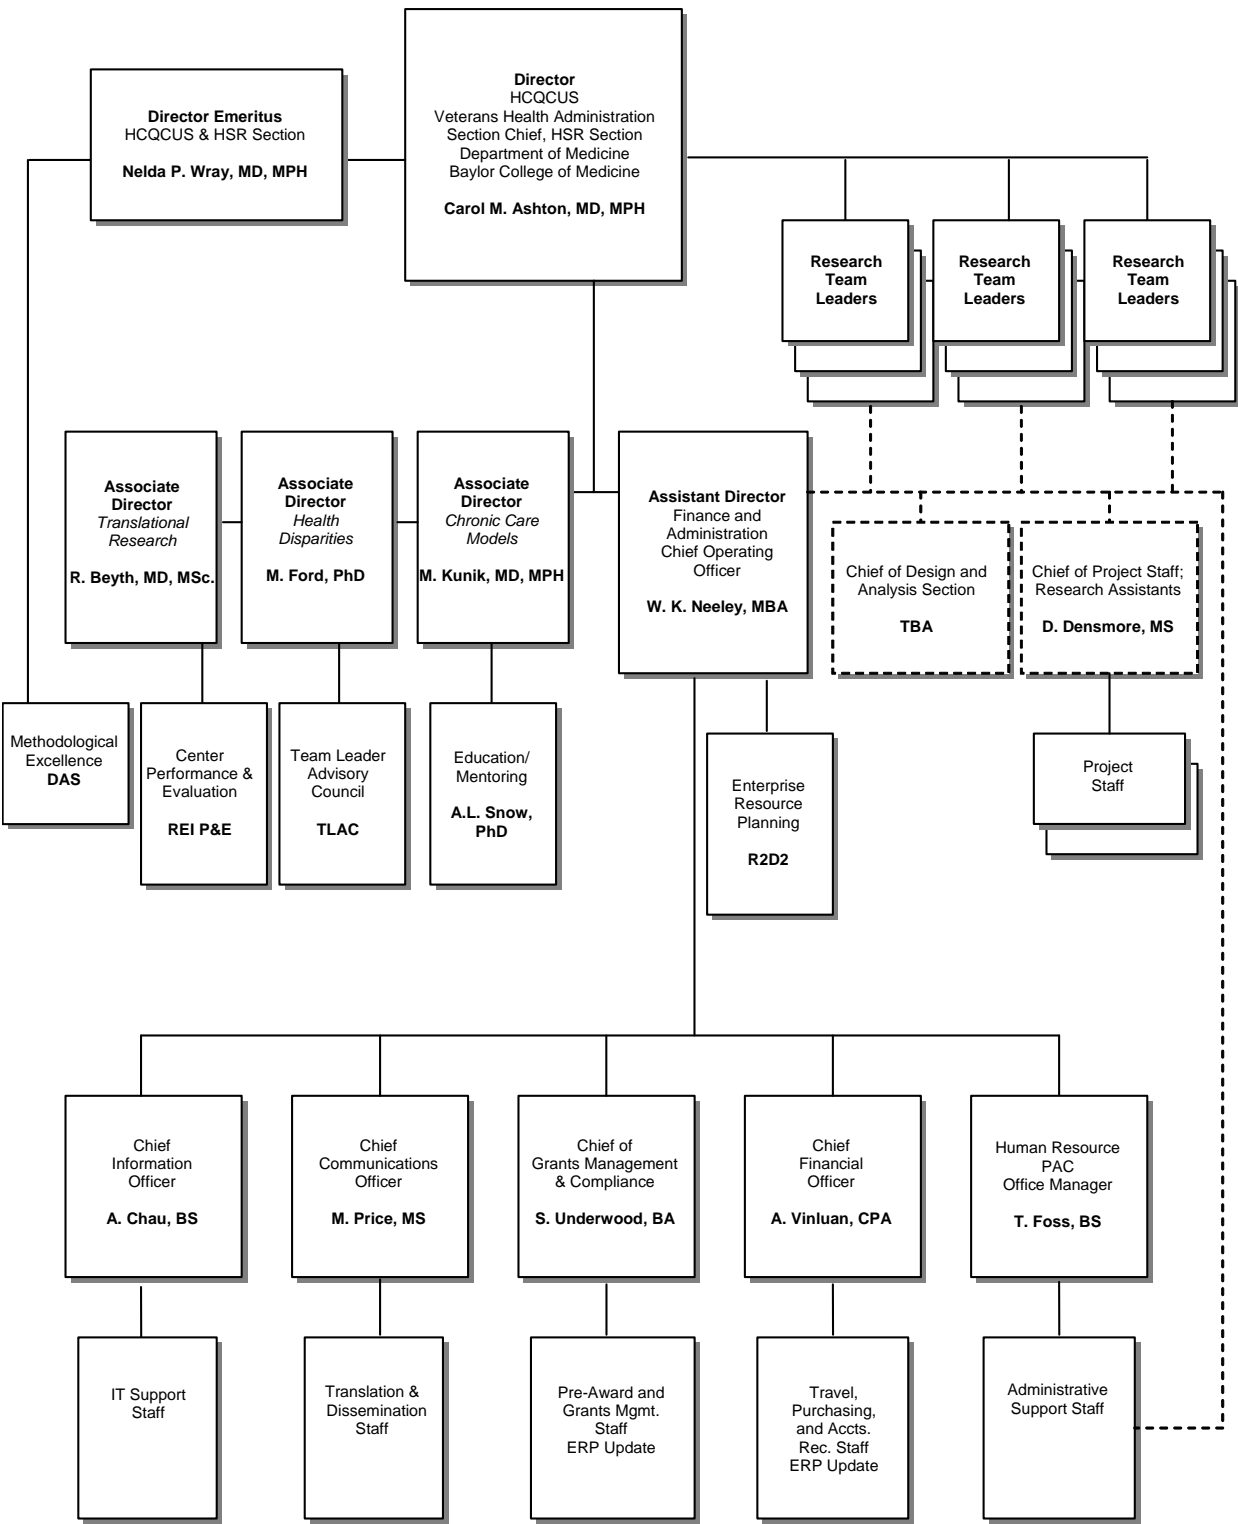 Director
HCQCUS
Veterans Health Administration
Section Chief, HSR Section
Department of Medicine
Baylor College of Medicine
Carol M. Ashton, MD, MPH
Director Emeritus
HCQCUS & HSR Section
Nelda P. Wray, MD, MPH
Research
Team
Leaders
Research
Team
Leaders
Research
Team
Leaders
Associate
Director
Translational
Research
R. Beyth, MD, MSc.
Associate
Director
Health
Disparities
M. Ford, PhD
Associate
Director
Chronic Care
Models
M. Kunik, MD, MPH
Assistant Director
Finance and
Administration
Chief Operating
Officer
W. K. Neeley, MBA
Chief of Design and
Analysis Section
TBA
Chief of Project Staff;
Research Assistants
D. Densmore, MS
Methodological
Excellence
DAS
Center
Performance &
Evaluation
REI P&E
Team Leader
Advisory
Council
TLAC
Education/
Mentoring
A.L. Snow,
PhD
Enterprise
Resource
Planning
R2D2
Project
Staff
Chief
Information
Officer
A. Chau, BS
Chief
Communications
Officer
M. Price, MS
Chief of
Grants Management
& Compliance
S. Underwood, BA
Chief
Financial
Officer
A. Vinluan, CPA
Human Resource
PAC
Office Manager
T. Foss, BS
IT Support
Staff
Translation &
Dissemination
Staff
Pre-Award and
Grants Mgmt.
Staff
ERP Update
Travel,
Purchasing,
and Accts.
Rec. Staff
ERP Update
Administrative
Support Staff